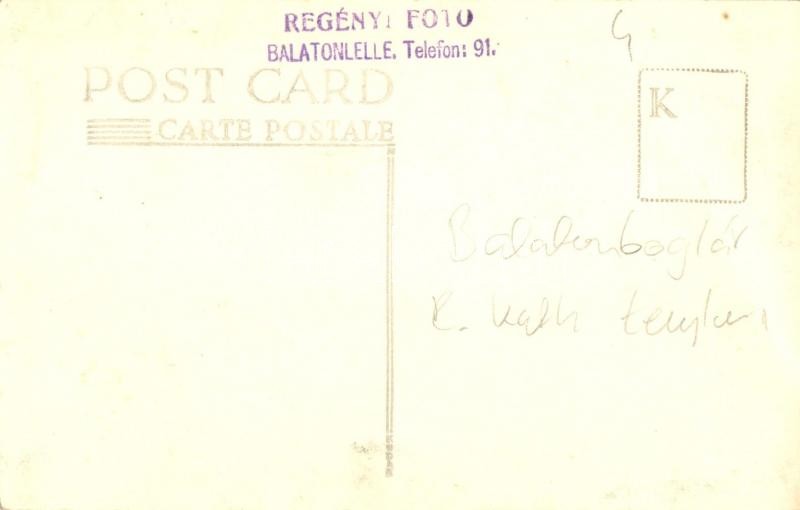 REGÉNYI FOTO
BALATONLELLE. Telefon: 91.
POST CARD
CARTE POSTALE
K
Balatonboglár
R. Kath templom